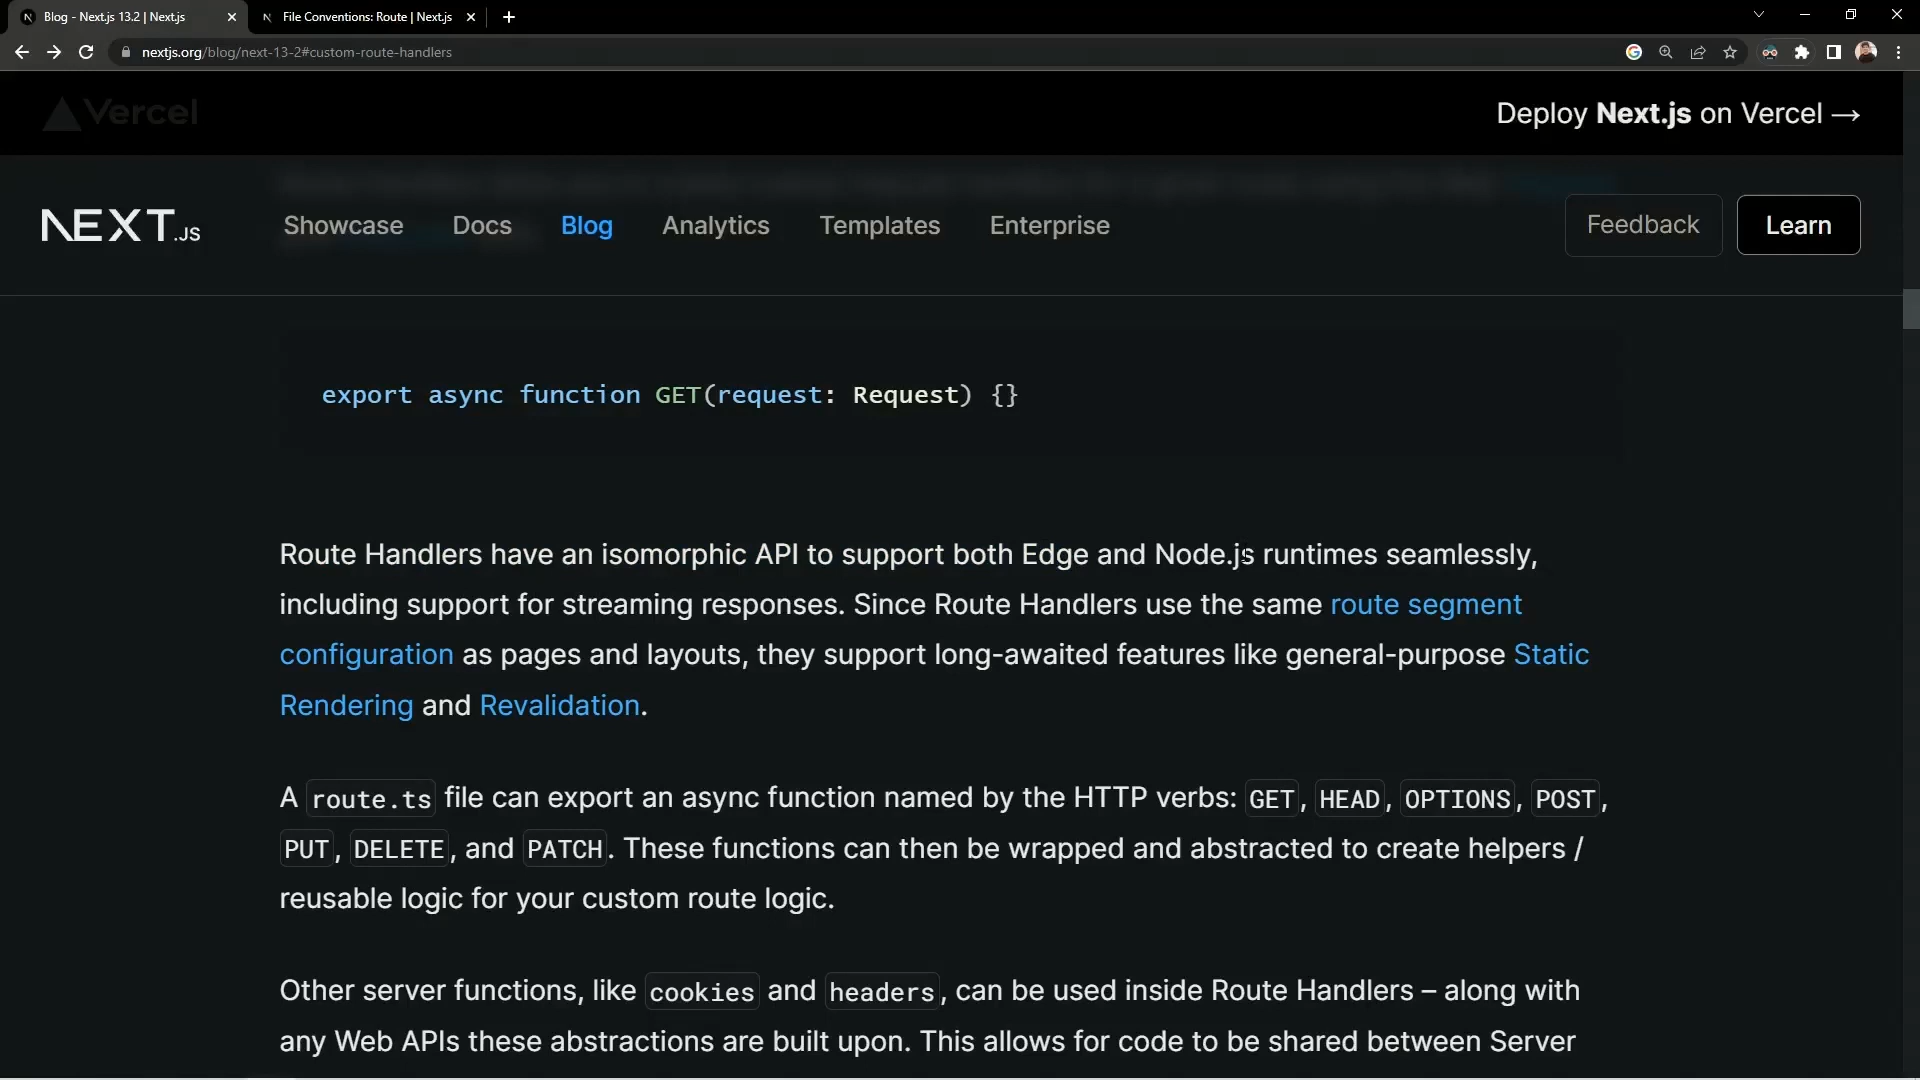 Blog - Next.js 13.2 | Next.js
File Conventions: Route | Next.js
nextjs.org/blog/next-13-2#custom-route-handlers
Vercel
Deploy Next.js on Vercel →
NEXT.JS
Showcase
Docs
Blog
Analytics
Templates
Enterprise
Feedback
Learn
export async function GET(request: Request) {}
Route Handlers have an isomorphic API to support both Edge and Node.js runtimes seamlessly,
including support for streaming responses. Since Route Handlers use the same route segment
configuration as pages and layouts, they support long-awaited features like general-purpose Static
Rendering and Revalidation.
A route.ts file can export an async function named by the HTTP verbs: GET, HEAD, OPTIONS, POST,
PUT, DELETE, and PATCH. These functions can then be wrapped and abstracted to create helpers /
reusable logic for your custom route logic.
Other server functions, like cookies and headers, can be used inside Route Handlers – along with
any Web APIs these abstractions are built upon. This allows for code to be shared between Server